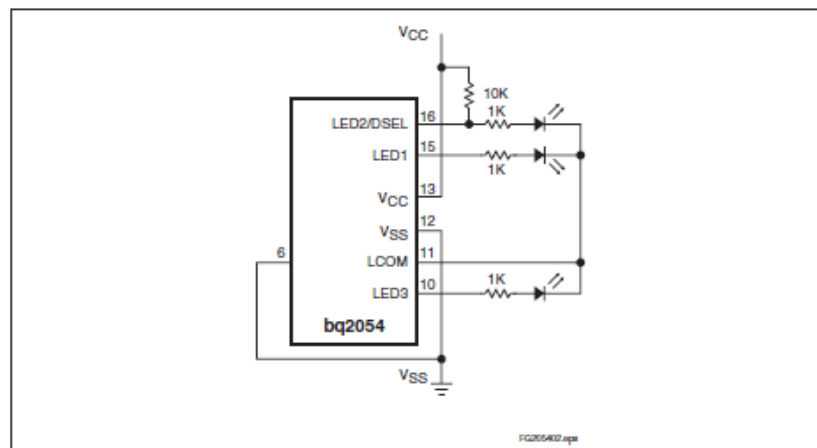 VCC
10K
1K
LED2/DSEL 16
LED1 15
1K
VCC 13
VSS 12
6
LCOM 11
1K
LED3 10
bq2054
VSS
FG205402.eps